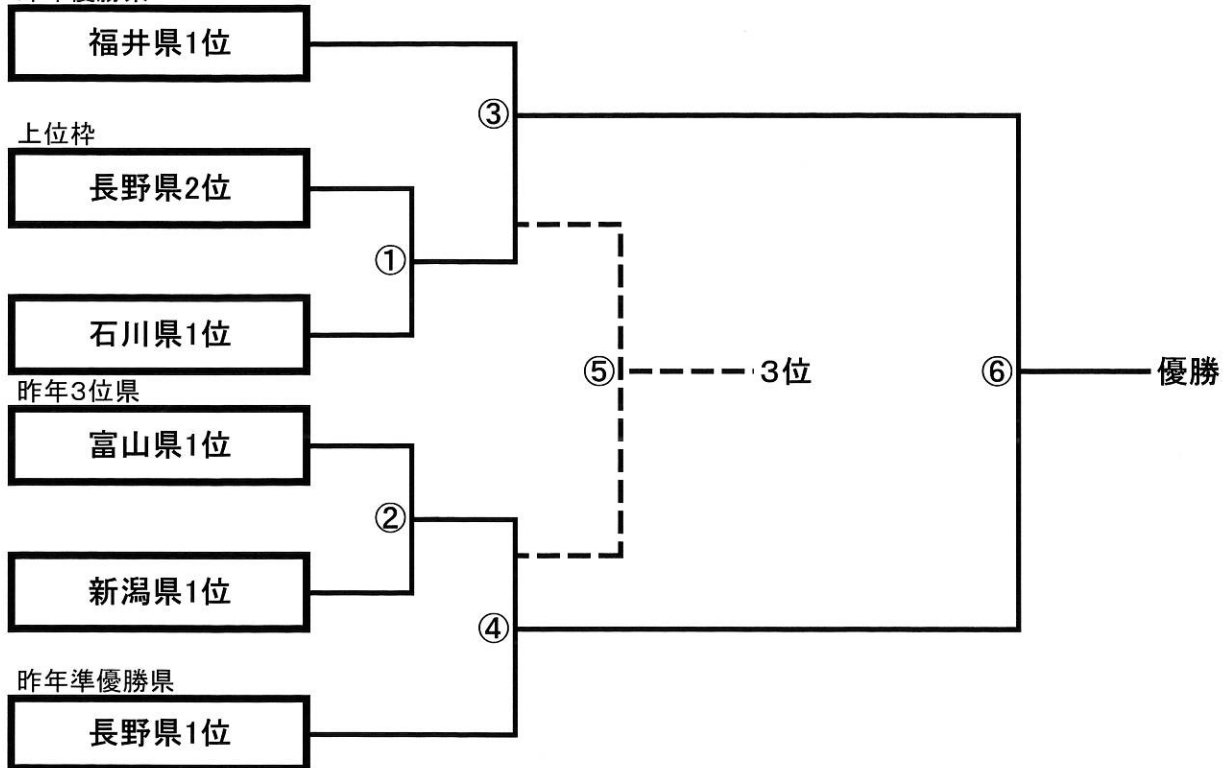 福井県1位
③
上位枠
長野県2位
①
石川県1位
⑤
3位
⑥
優勝
昨年3位県
富山県1位
②
新潟県1位
④
昨年準優勝県
長野県1位